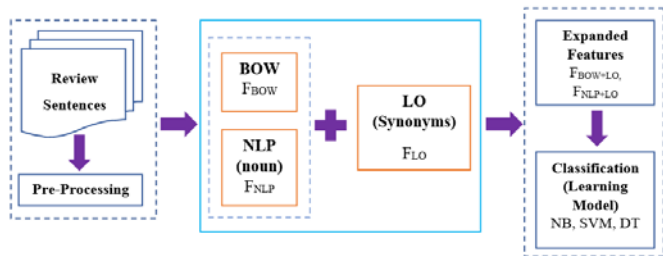 Review
Sentences
Pre-Processing
BOW
FBOW
NLP
(noun)
FNLP
LO
(Synonyms)
FLO
Expanded
Features
FBOW+LO,
FNLP+LO
Classification
(Learning
Model)
NB, SVM, DT